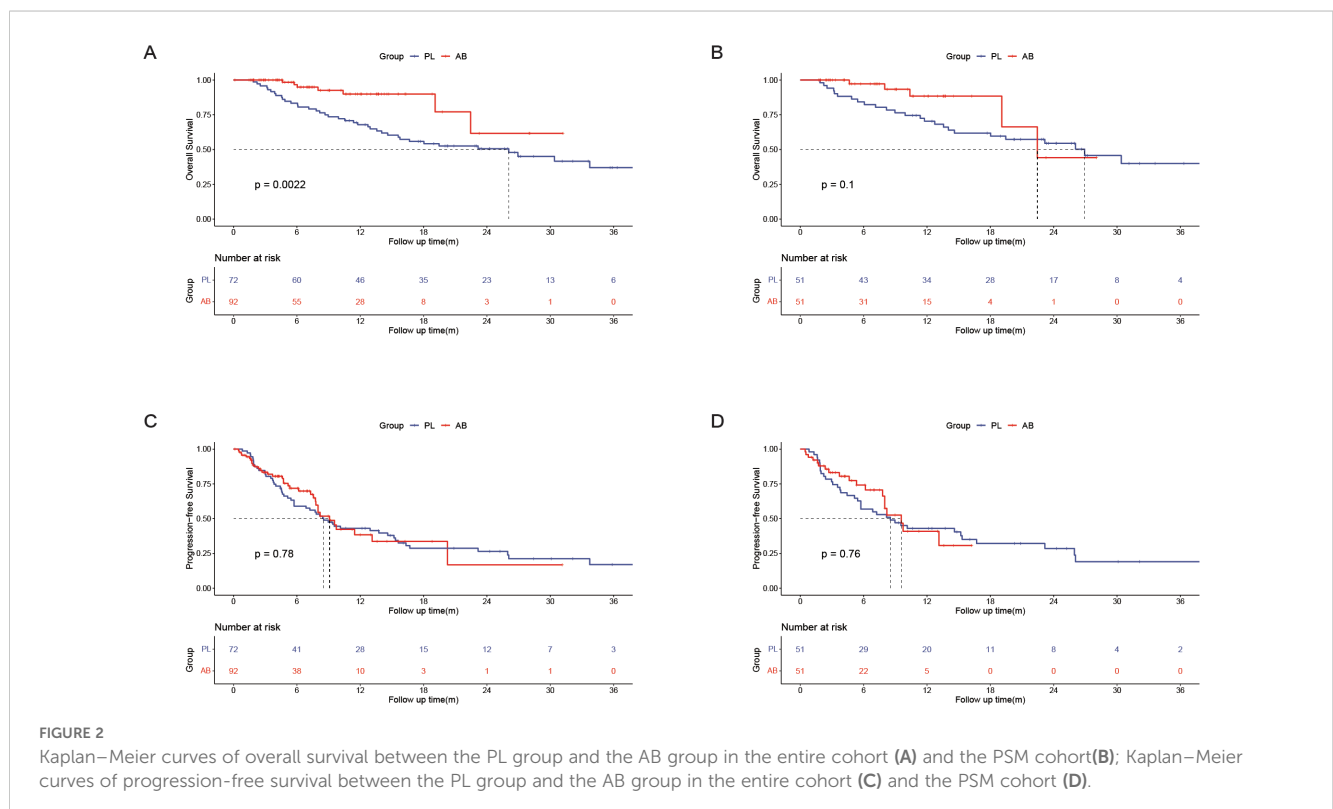 A
Group PL AB
Overall Survival
1.00
0.75
0.50
0.25
0.00
p = 0.0022
0 6 12 18 24 30 36
Follow up time(m)
Number at risk
Group
PL 72 60 46 35 23 13 6
AB 92 55 28 8 3 1 0
0 6 12 18 24 30 36
Follow up time(m)
B
Group PL AB
Overall Survival
1.00
0.75
0.50
0.25
0.00
p = 0.1
0 6 12 18 24 30 36
Follow up time(m)
Number at risk
Group
PL 51 43 34 28 17 8 4
AB 51 31 15 4 1 0 0
0 6 12 18 24 30 36
Follow up time(m)
C
Group PL AB
Progression-free Survival
1.00
0.75
0.50
0.25
0.00
p = 0.78
0 6 12 18 24 30 36
Follow up time(m)
Number at risk
Group
PL 72 41 28 15 12 7 3
AB 92 38 10 3 1 1 0
0 6 12 18 24 30 36
Follow up time(m)
D
Group PL AB
Progression-free Survival
1.00
0.75
0.50
0.25
0.00
p = 0.76
0 6 12 18 24 30 36
Follow up time(m)
Number at risk
Group
PL 51 29 20 11 8 4 2
AB 51 22 5 0 0 0 0
0 6 12 18 24 30 36
Follow up time(m)
FIGURE 2
Kaplan–Meier curves of overall survival between the PL group and the AB group in the entire cohort (A) and the PSM cohort(B); Kaplan–Meier
curves of progression-free survival between the PL group and the AB group in the entire cohort (C) and the PSM cohort (D).